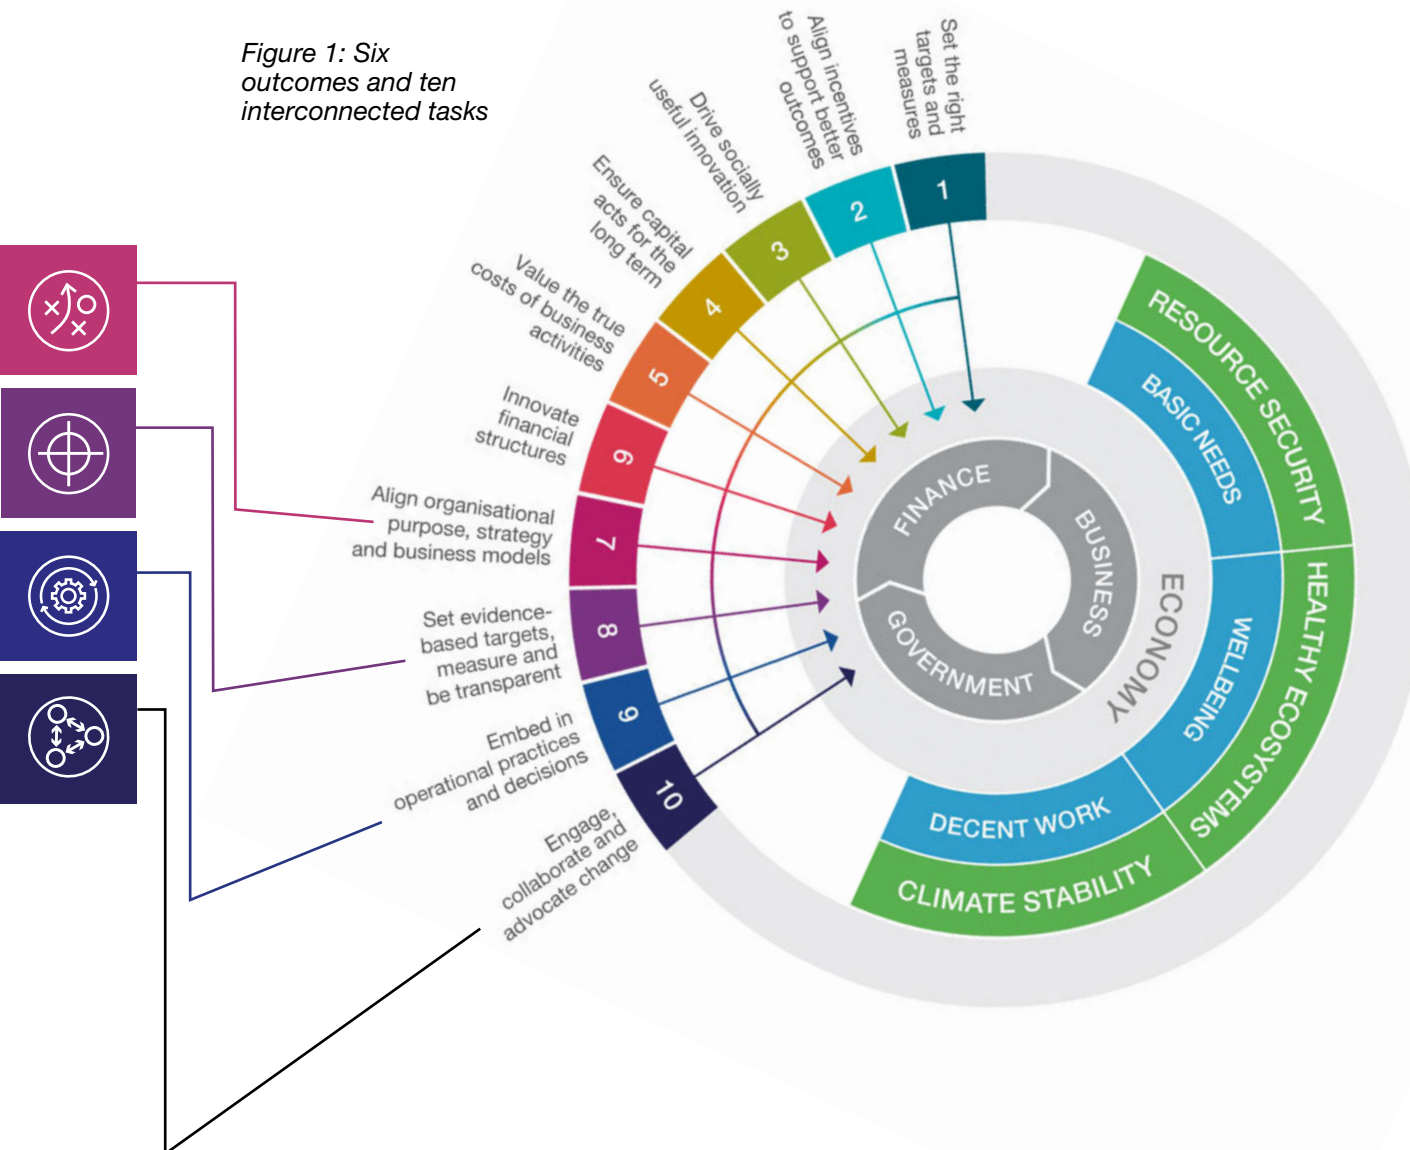 Figure 1: Six
outcomes and ten
interconnected tasks
Set the right
targets and
measures
1
Align incentives
to support better
outcomes
2
Drive socially
useful innovation
3
Ensure capital
acts for the
long term
4
Value the true
costs of business
activities
5
Innovate
financial
structures
6
Align organisational
purpose, strategy
and business models
7
Set evidence-
based targets,
measure and
be transparent
8
Embed in
operational practices
and decisions
9
Engage,
collaborate and
advocate change
10
FINANCE
BUSINESS
GOVERNMENT
ECONOMY
BASIC NEEDS
WELLBEING
DECENT WORK
RESOURCE SECURITY
HEALTHY ECOSYSTEMS
CLIMATE STABILITY